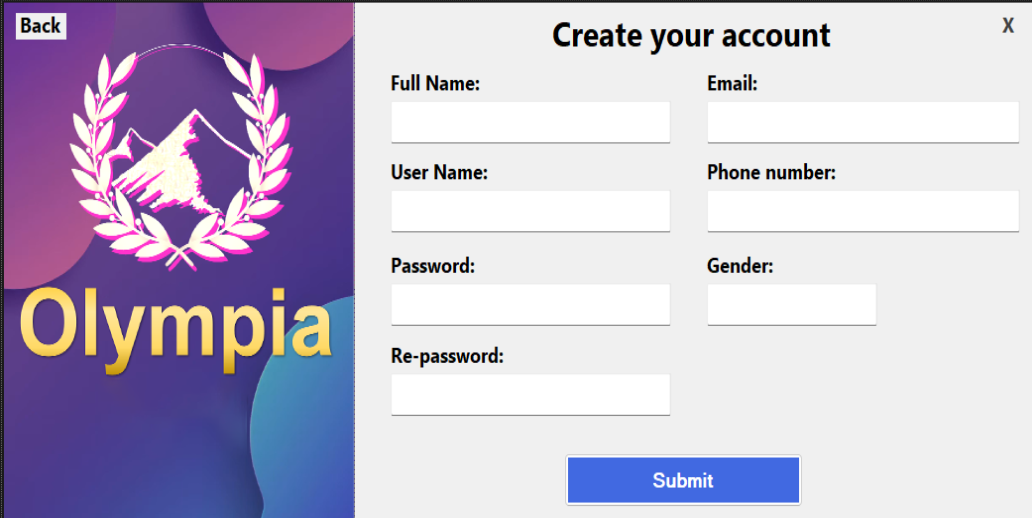 Back
Olympia
Create your account
X
Full Name:
Email:
User Name:
Phone number:
Password:
Gender:
Re-password:
Submit